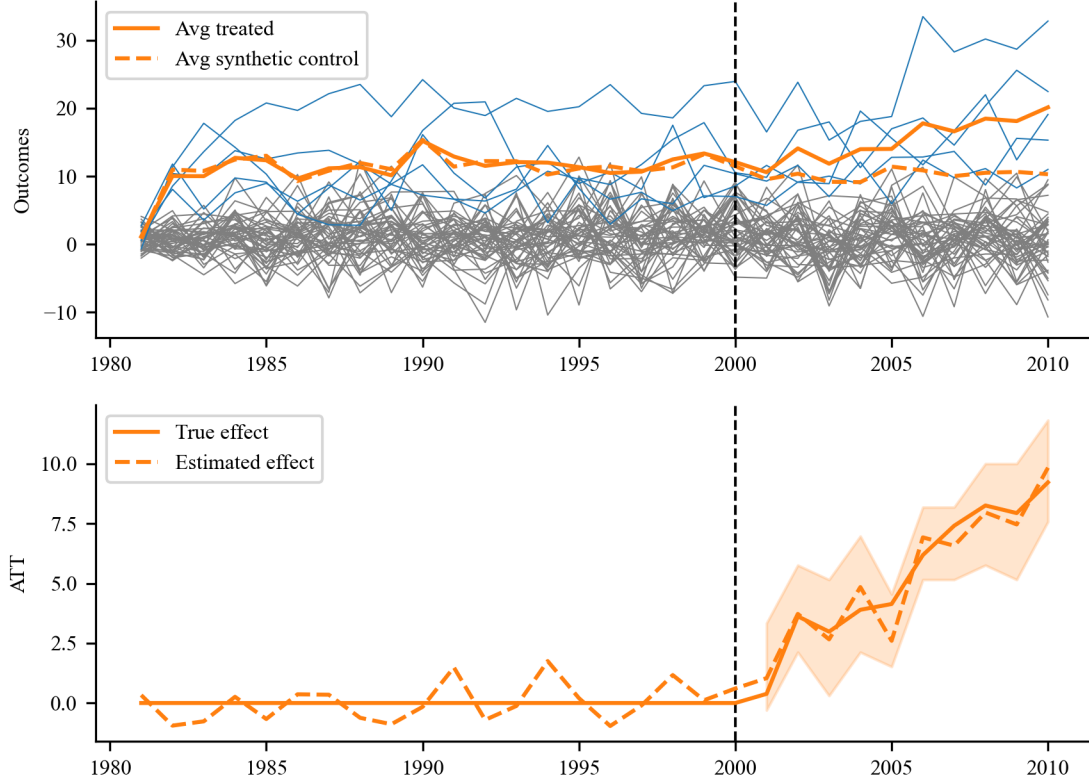 Avg treated
Avg synthetic control
Outcomes
30
20
10
0
−10
1980 1985 1990 1995 2000 2005 2010
True effect
Estimated effect
ATT
10.0
7.5
5.0
2.5
0.0
1980 1985 1990 1995 2000 2005 2010